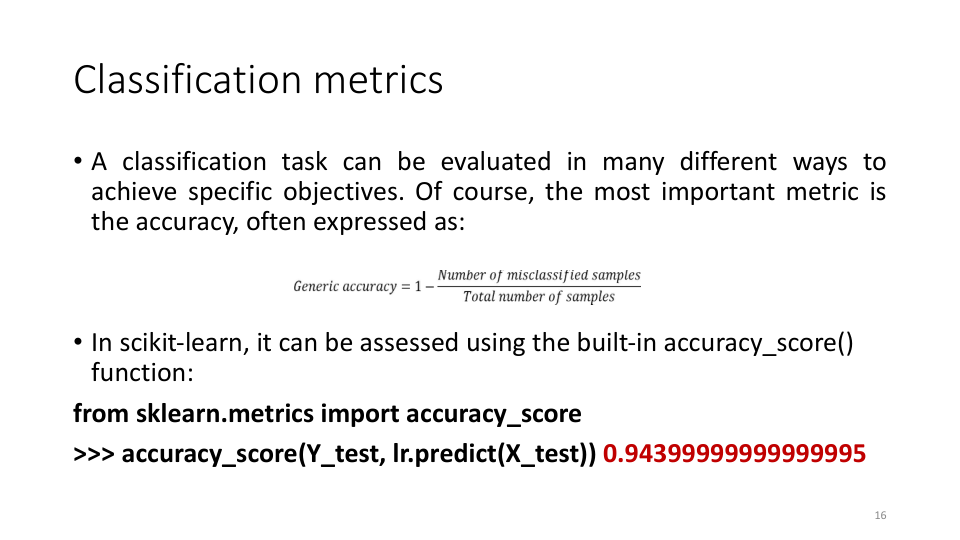 Classification metrics
• A classification task can be evaluated in many different ways to
achieve specific objectives. Of course, the most important metric is
the accuracy, often expressed as:
Generic accuracy = 1 − Number of misclassified samples / Total number of samples
• In scikit-learn, it can be assessed using the built-in accuracy_score()
function:
from sklearn.metrics import accuracy_score
>>> accuracy_score(Y_test, lr.predict(X_test)) 0.94399999999999995
16